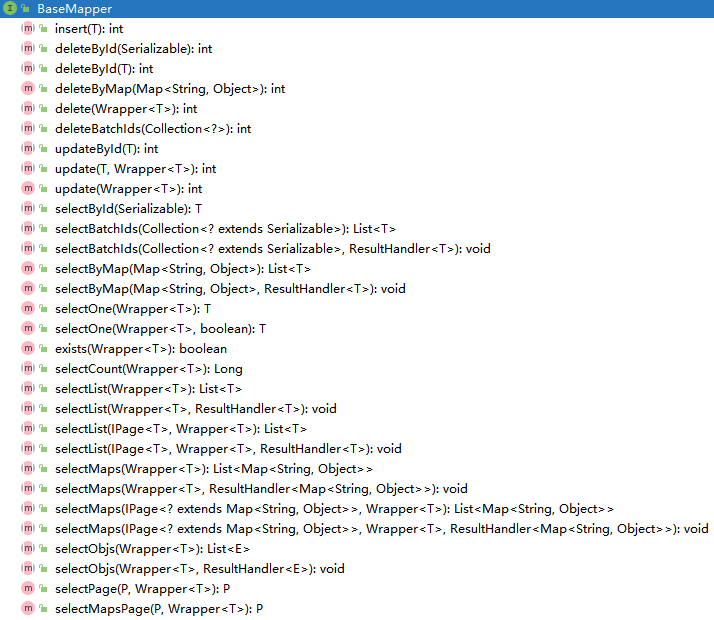 BaseMapper
insert(T): int
deleteById(Serializable): int
deleteById(T): int
deleteByMap(Map<String, Object>): int
delete(Wrapper<T>): int
deleteBatchIds(Collection<?>): int
updateById(T): int
update(T, Wrapper<T>): int
update(Wrapper<T>): int
selectById(Serializable): T
selectBatchIds(Collection<? extends Serializable>): List<T>
selectBatchIds(Collection<? extends Serializable>, ResultHandler<T>): void
selectByMap(Map<String, Object>): List<T>
selectByMap(Map<String, Object>, ResultHandler<T>): void
selectOne(Wrapper<T>): T
selectOne(Wrapper<T>, boolean): T
exists(Wrapper<T>): boolean
selectCount(Wrapper<T>): Long
selectList(Wrapper<T>): List<T>
selectList(Wrapper<T>, ResultHandler<T>): void
selectList(IPage<T>, Wrapper<T>): List<T>
selectList(IPage<T>, Wrapper<T>, ResultHandler<T>): void
selectMaps(Wrapper<T>): List<Map<String, Object>>
selectMaps(Wrapper<T>, ResultHandler<Map<String, Object>>): void
selectMaps(IPage<? extends Map<String, Object>>, Wrapper<T>): List<Map<String, Object>>
selectMaps(IPage<? extends Map<String, Object>>, Wrapper<T>, ResultHandler<Map<String, Object>>): void
selectObjs(Wrapper<T>): List<E>
selectObjs(Wrapper<T>, ResultHandler<E>): void
selectPage(P, Wrapper<T>): P
selectMapsPage(P, Wrapper<T>): P